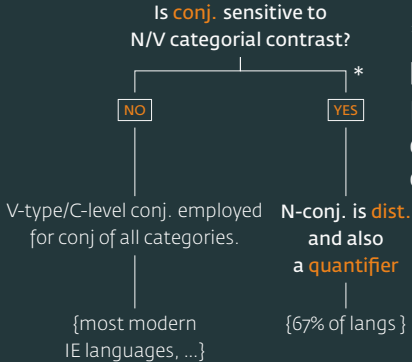 Is conj. sensitive to
N/V categorial contrast?
*
NO
YES
V-type/C-level conj. employed
for conj of all categories.
N-conj. is dist.
and also
a quantifier
{most modern
IE languages, ...}
{67% of langs }